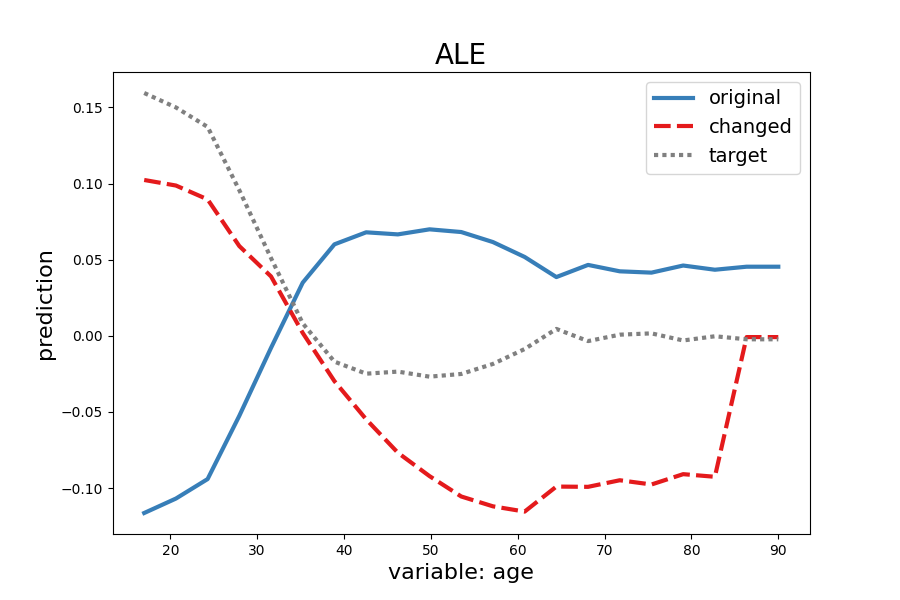 ALE
original
changed
target
0.15
0.10
0.05
0.00
−0.05
−0.10
prediction
20 30 40 50 60 70 80 90
variable: age